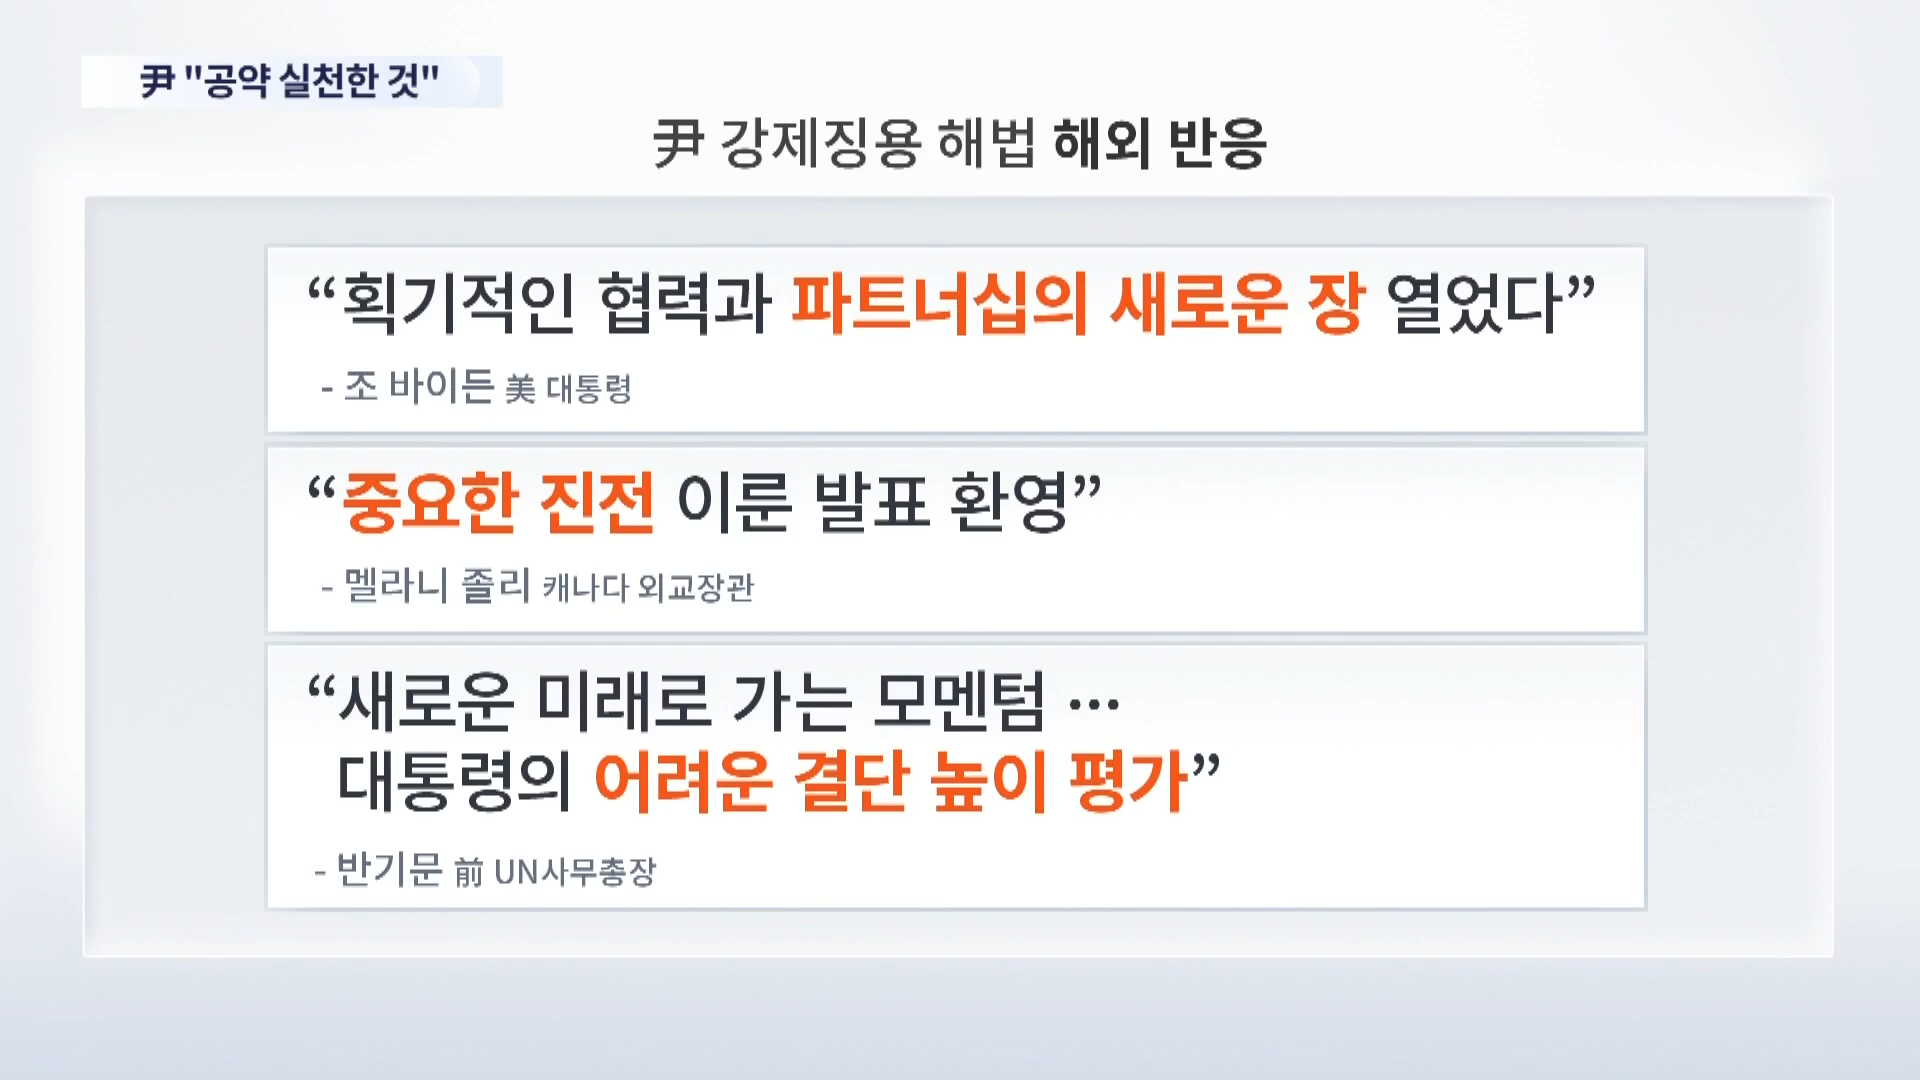 尹 "공약 실천한 것"
尹 강제징용 해법 해외 반응
“획기적인 협력과 파트너십의 새로운 장 열었다”
- 조 바이든 美 대통령
“중요한 진전 이룬 발표 환영”
- 멜라니 졸리 캐나다 외교장관
“새로운 미래로 가는 모멘텀 …
대통령의 어려운 결단 높이 평가”
- 반기문 前 UN사무총장